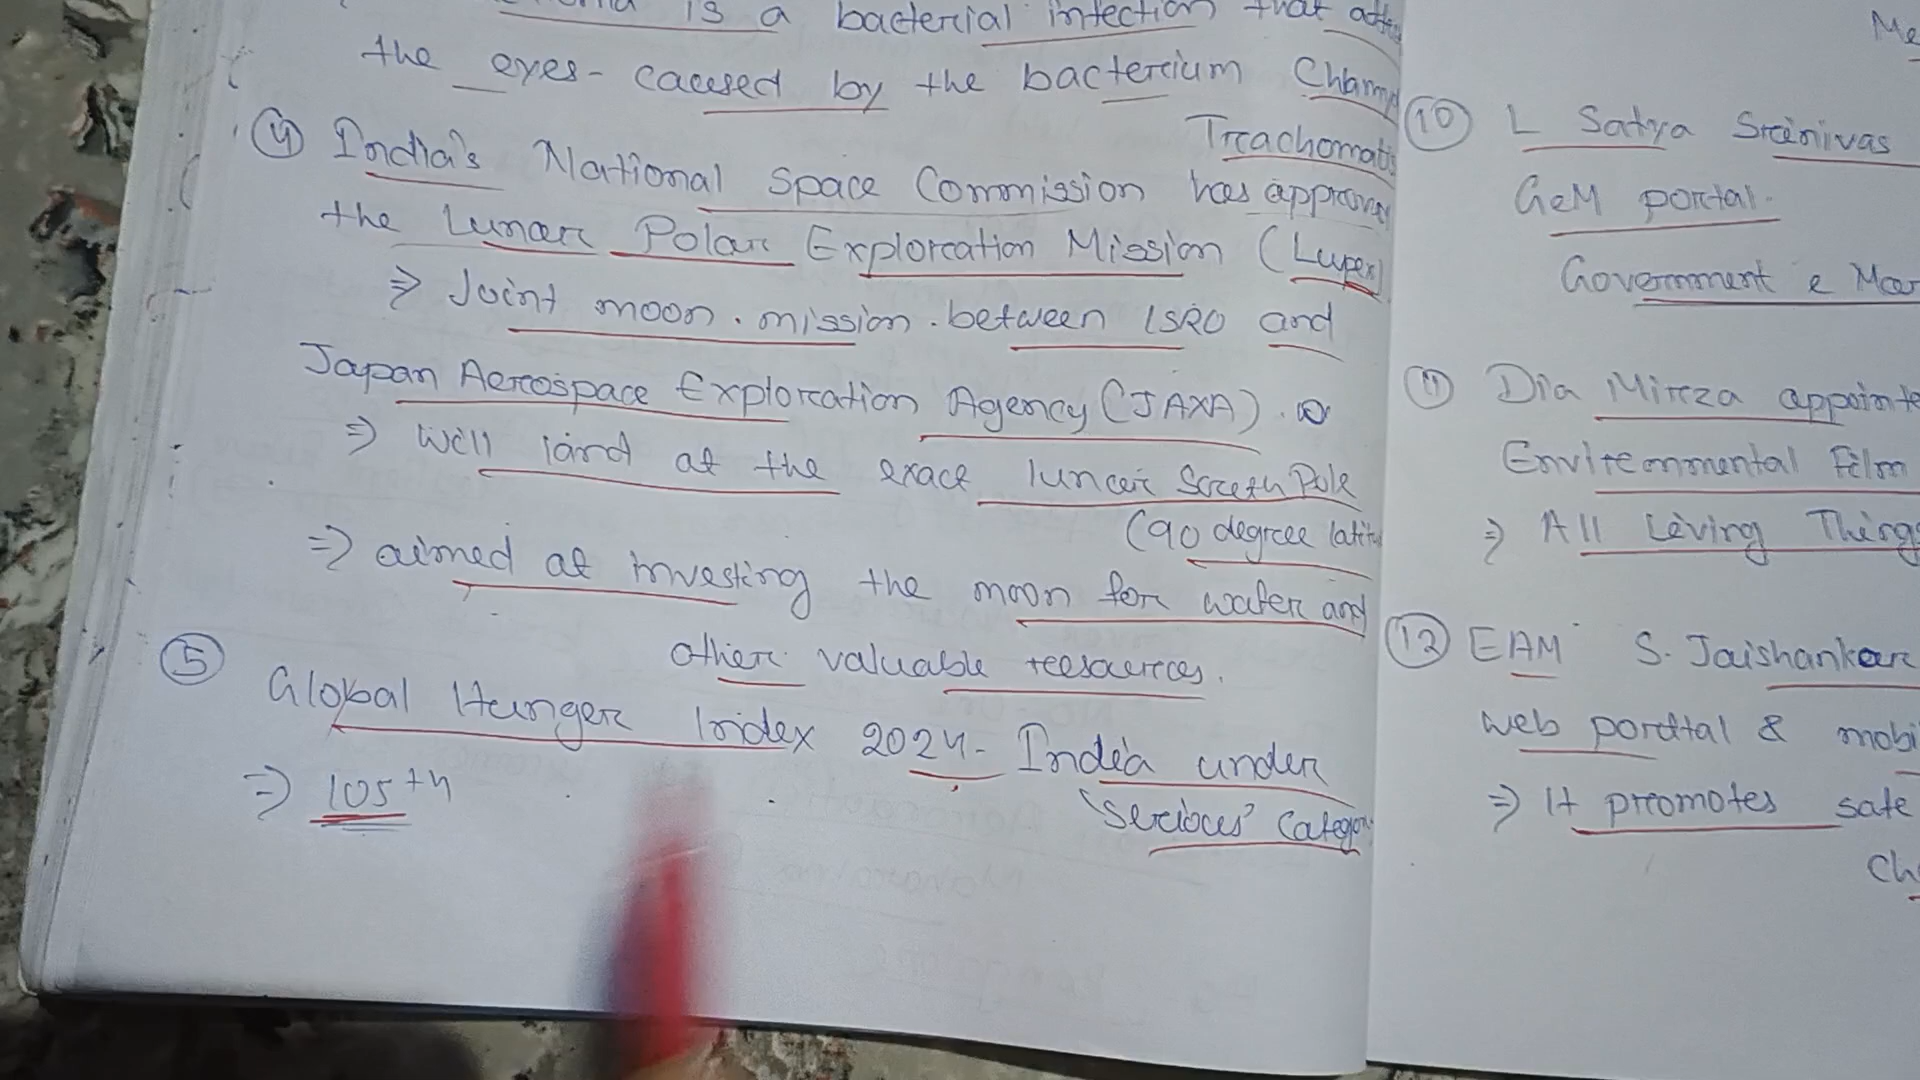 is a bacterial infection that
the eyes - caused by the bacterium
④ India's National Space Commission has
the Lunar Polar Exploration Mission (Lupex)
⇒ Joint moon. mission. between ISRO and
Japan Aerospace Exploration Agency (JAXA).
⇒ Will land at the exact lunar South Pole
(90 degree
⇒ aimed at investing the moon for water and
other valuable resources.
⑤ Global Hunger Index 2024 - India under
'Serious'
⇒ 105th
⑩ L Satya Srinivas
GeM portal.
Government e
⑪ Dia Mirza
Environmental Film
⇒ All Living Things
⑫ EAM S. Jaishankar
web porttal &
⇒ It promotes safe